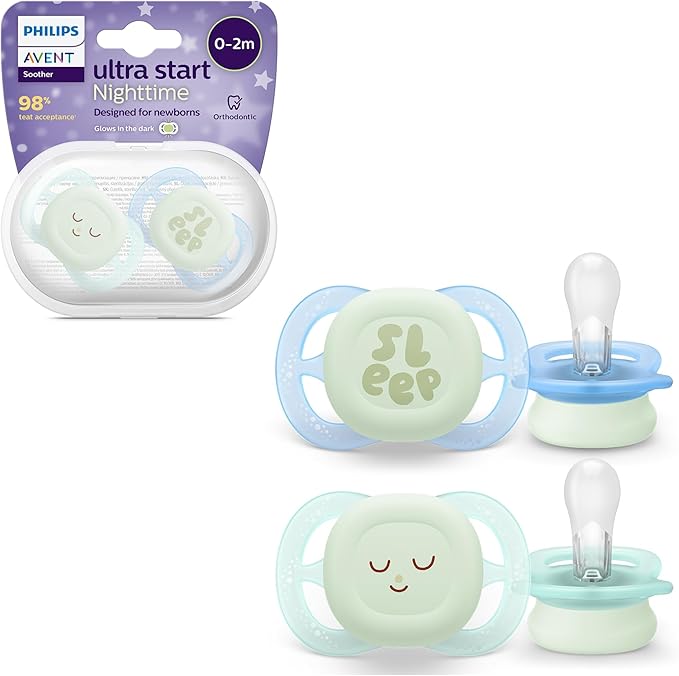 PHILIPS
AVENT
Soother
98%
teat acceptance¹
ultra start
Nighttime
Designed for newborns
Glows in the dark
0-2m
Orthodontic
SL
eep
SL
eep